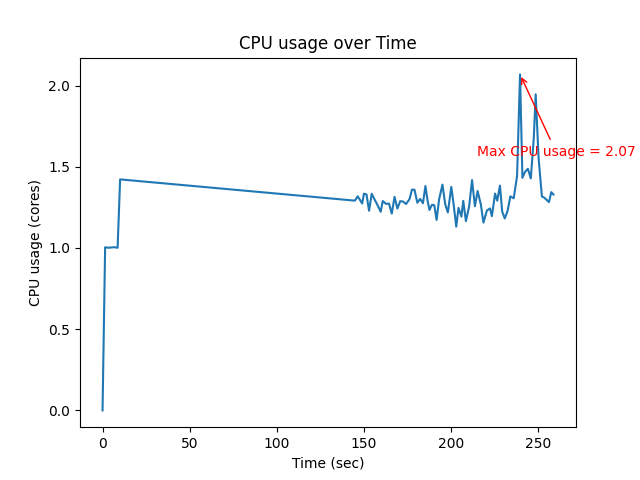 CPU usage over Time
2.0
1.5
1.0
0.5
0.0
CPU usage (cores)
Max CPU usage = 2.07
0 50 100 150 200 250
Time (sec)